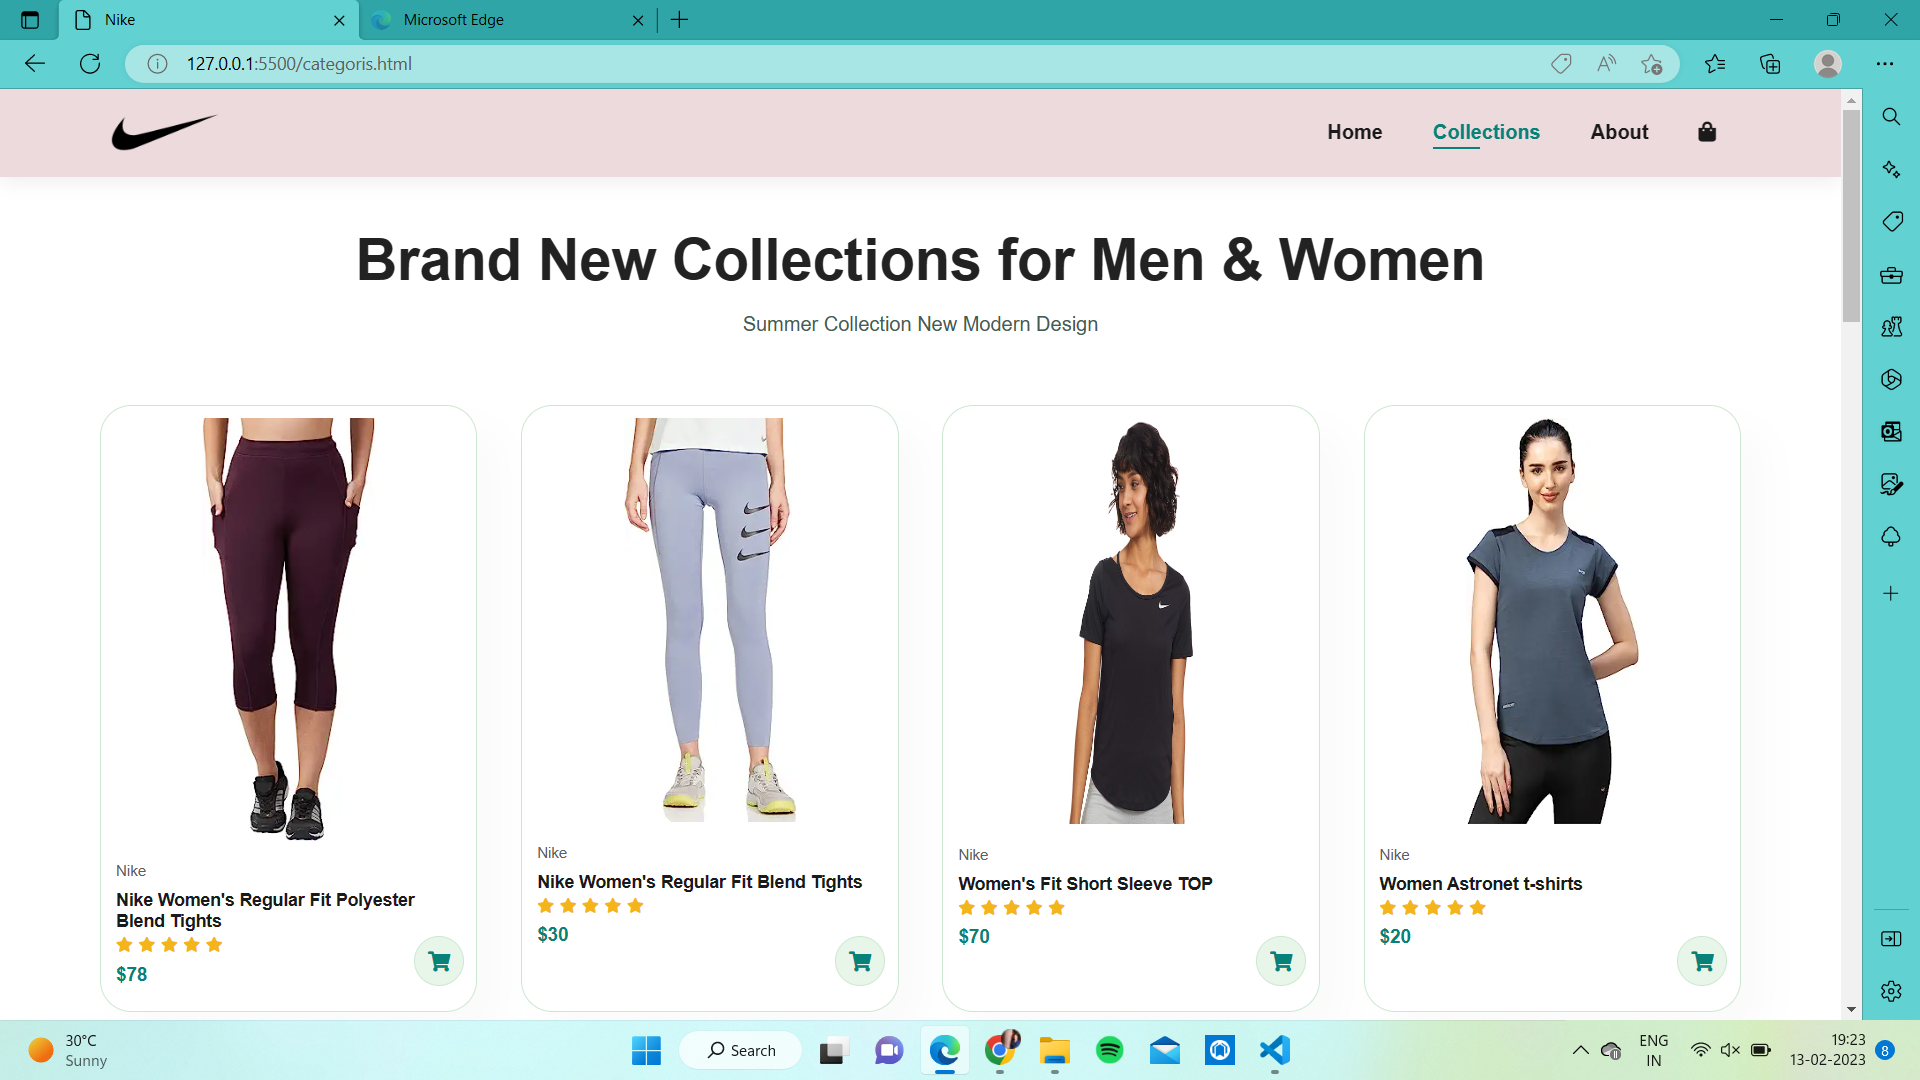 Nike
Microsoft Edge
127.0.0.1:5500/categoris.html
Home
Collections
About
Brand New Collections for Men & Women
Summer Collection New Modern Design
Nike
Nike Women's Regular Fit Polyester
Blend Tights
$78
Nike
Nike Women's Regular Fit Blend Tights
$30
Nike
Women's Fit Short Sleeve TOP
$70
Nike
Women Astronet t-shirts
$20
30°C
Sunny
Search
ENG
IN
19:23
13-02-2023
8